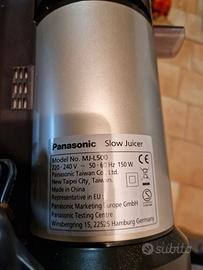 Panasonic Slow Juicer
Model No. MJ-L500
220 - 240 V ~ 50 - 60 Hz 150 W
Panasonic Taiwan Co. Ltd.
New Taipei City, Taiwan.
Made in China
Representative in EU :
Panasonic Marketing Europe GmbH
Panasonic Testing Centre
Winsbergring 15, 22525 Hamburg Germany
subito